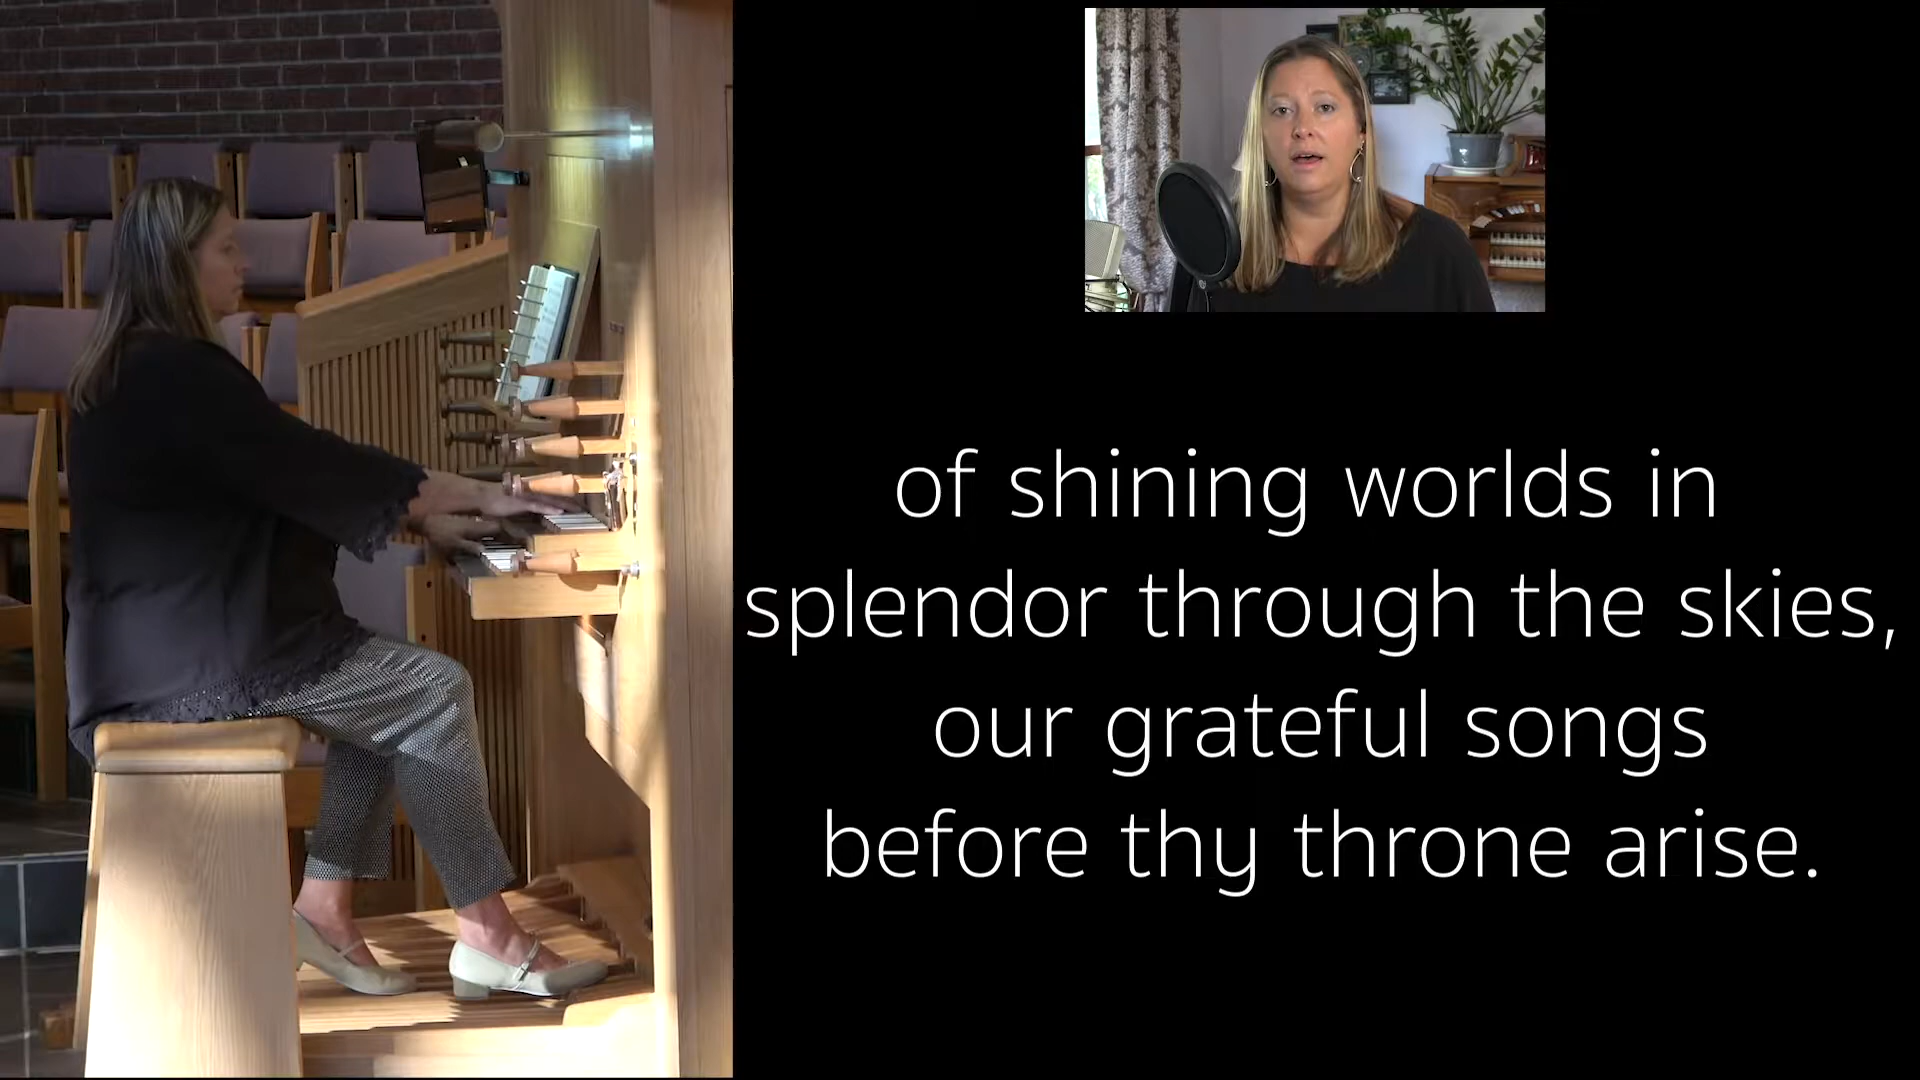 of shining worlds in
splendor through the skies,
our grateful songs
before thy throne arise.